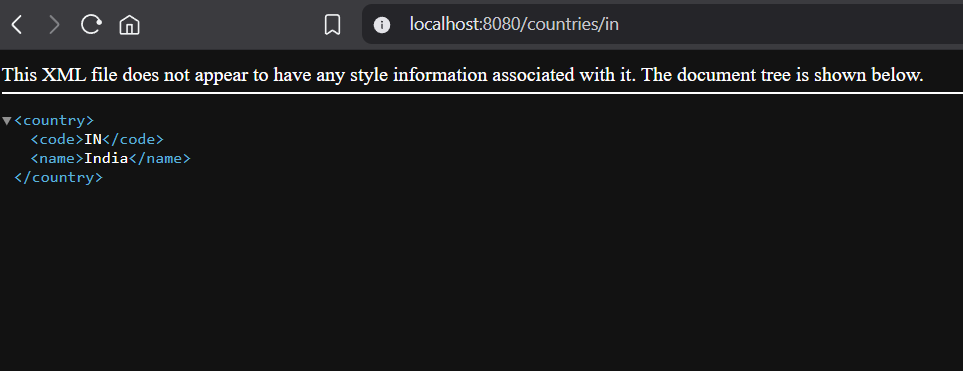 localhost:8080/countries/in
This XML file does not appear to have any style information associated with it. The document tree is shown below.
<country>
<code>IN</code>
<name>India</name>
</country>